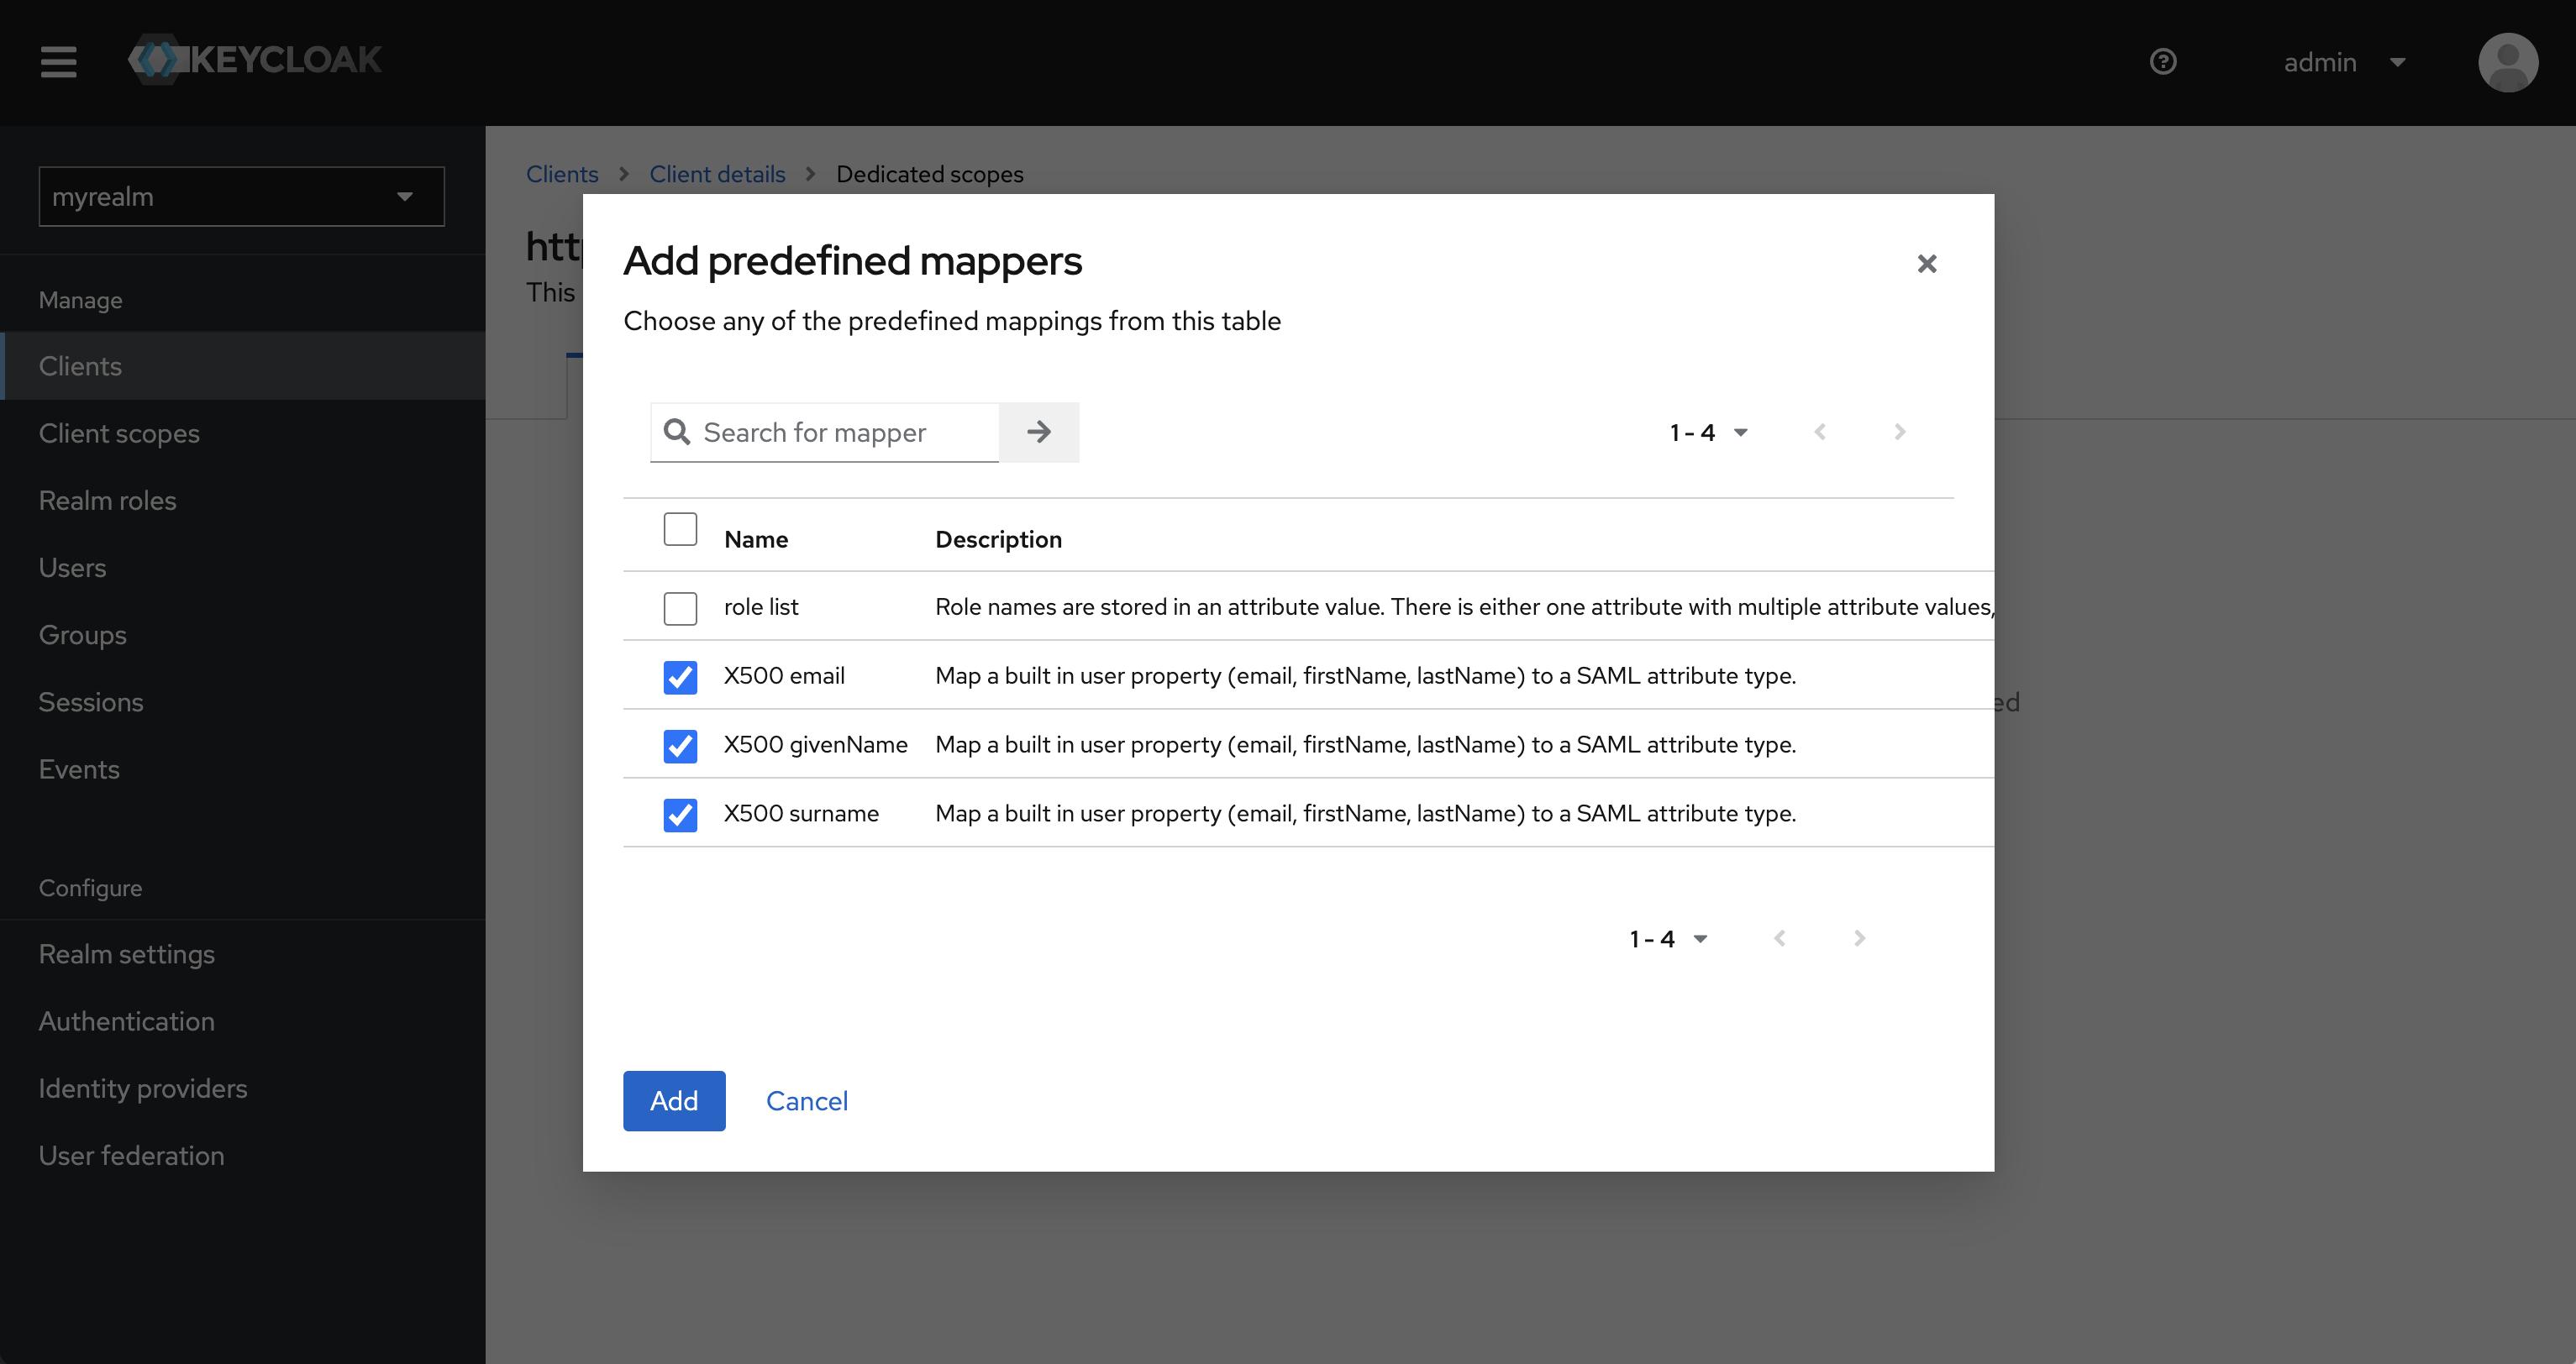 KEYCLOAK
admin
myrealm
Manage
Clients
Client scopes
Realm roles
Users
Groups
Sessions
Events
Configure
Realm settings
Authentication
Identity providers
User federation
Clients > Client details > Dedicated scopes
This
Add predefined mappers
Choose any of the predefined mappings from this table
Search for mapper
1 - 4
Name Description
role list Role names are stored in an attribute value. There is either one attribute with multiple attribute values,
X500 email Map a built in user property (email, firstName, lastName) to a SAML attribute type.
X500 givenName Map a built in user property (email, firstName, lastName) to a SAML attribute type.
X500 surname Map a built in user property (email, firstName, lastName) to a SAML attribute type.
1 - 4
Add Cancel